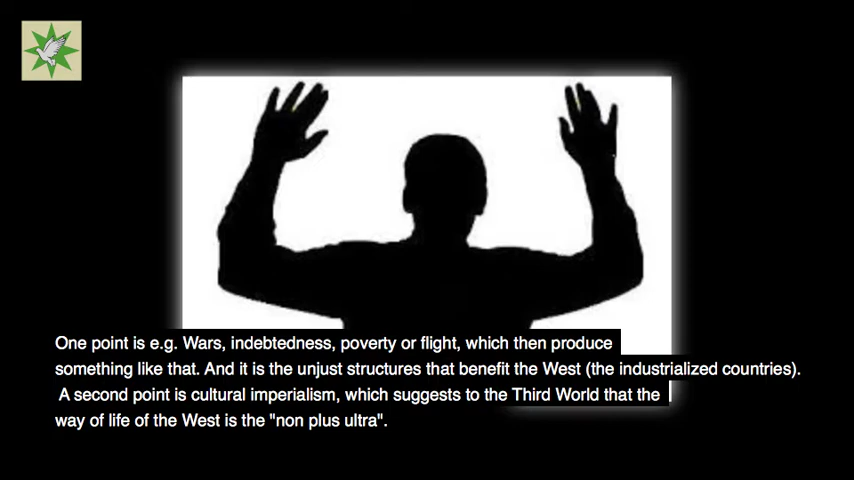 One point is e.g. Wars, indebtedness, poverty or flight, which then produce
something like that. And it is the unjust structures that benefit the West (the industrialized countries).
A second point is cultural imperialism, which suggests to the Third World that the
way of life of the West is the "non plus ultra".